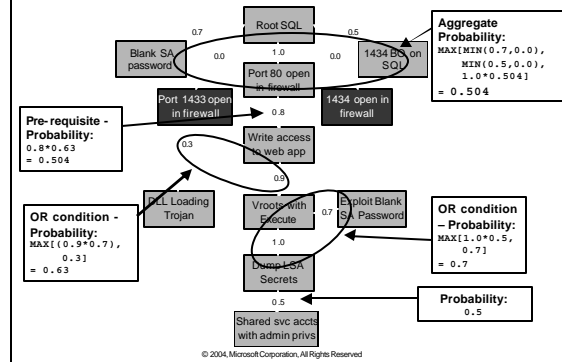 Root SQL
0.7
0.5
Blank SA
password
0.0
1.0
0.0
1434 BO on
SQL
Port 80 open
in firewall
Port 1433 open
in firewall
1434 open in
firewall
0.8
Write access
to web app
0.3
0.9
DLL Loading
Trojan
Vroots with
Execute
0.7
Exploit Blank
SA Password
1.0
Dump LSA
Secrets
0.5
Shared svc accts
with admin privs
Aggregate
Probability:
MAX[MIN(0.7,0.0),
MIN(0.5,0.0),
1.0*0.504]
= 0.504
Pre-requisite -
Probability:
0.8*0.63
= 0.504
OR condition -
Probability:
MAX[(0.9*0.7),
0.3]
= 0.63
OR condition
– Probability:
MAX[1.0*0.5,
0.7]
= 0.7
Probability:
0.5
© 2004, Microsoft Corporation, All Rights Reserved